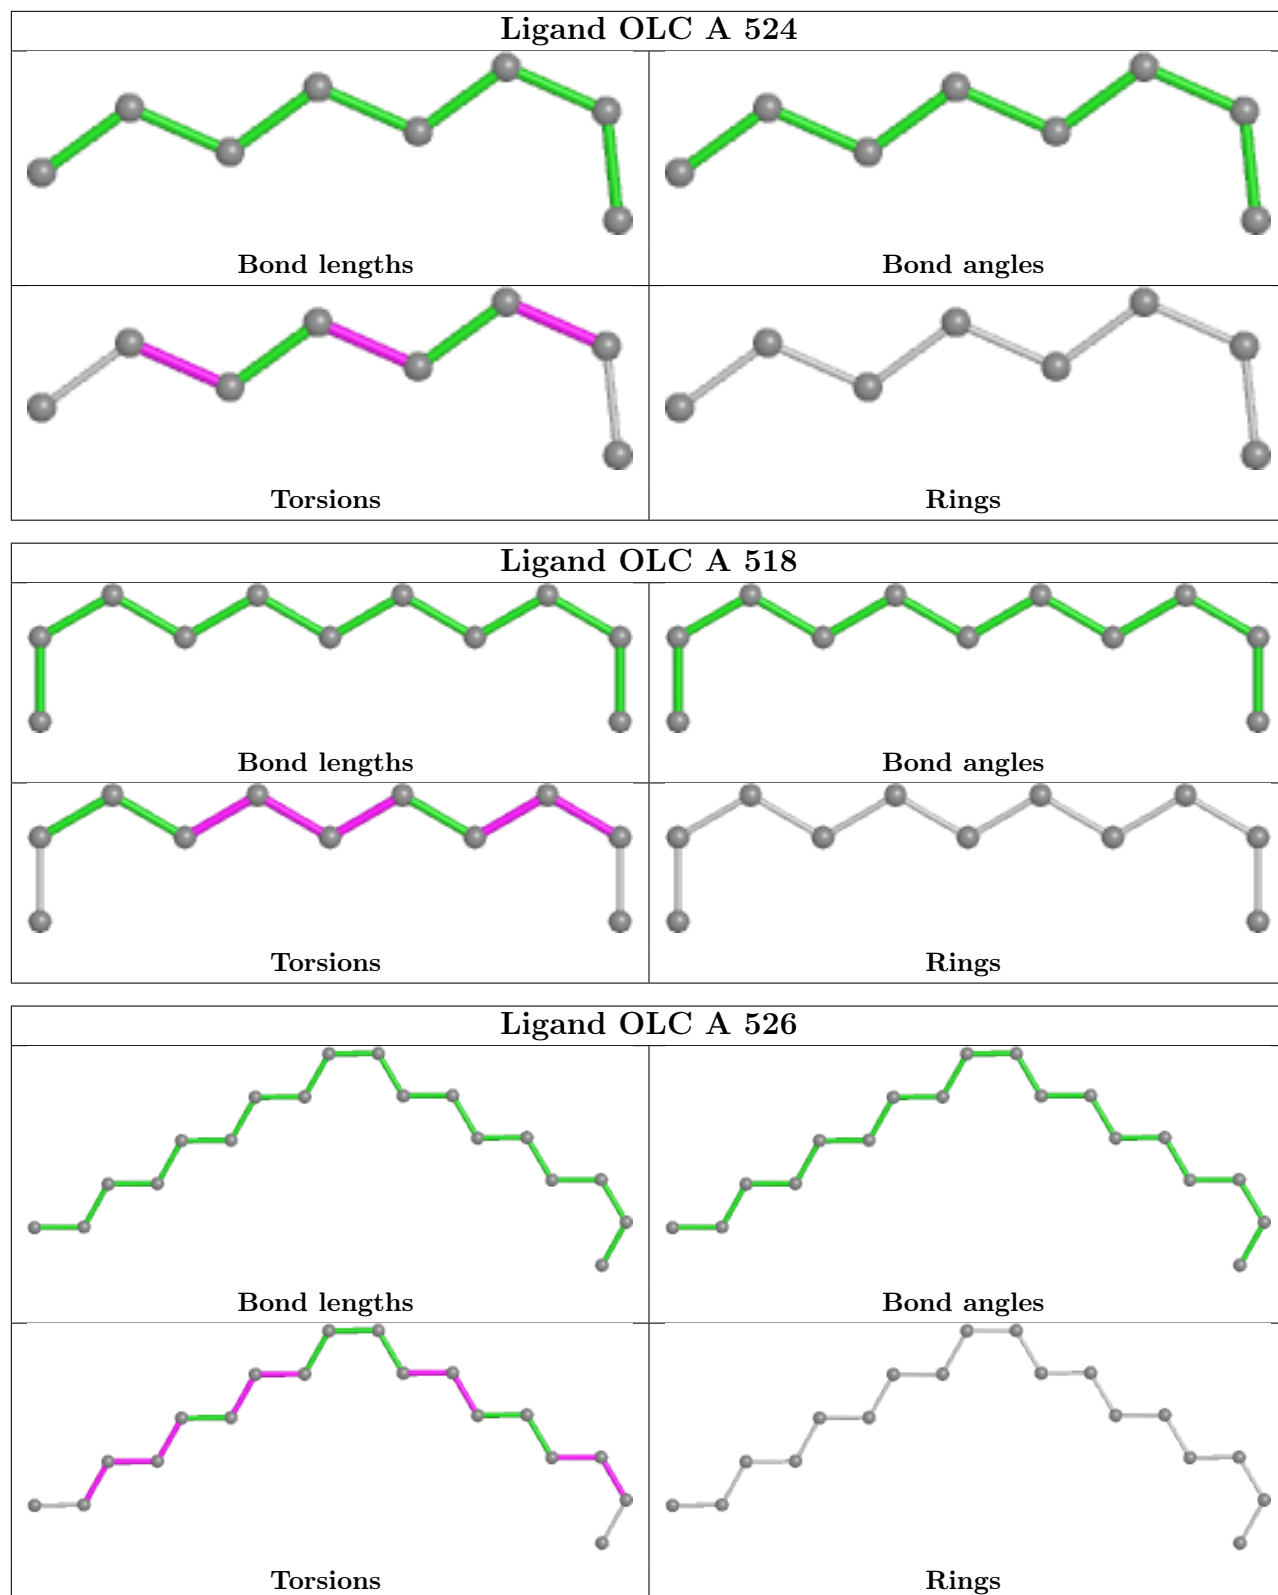 Ligand OLC A 524
Bond lengths
Bond angles
Torsions
Rings
Ligand OLC A 518
Bond lengths
Bond angles
Torsions
Rings
Ligand OLC A 526
Bond lengths
Bond angles
Torsions
Rings